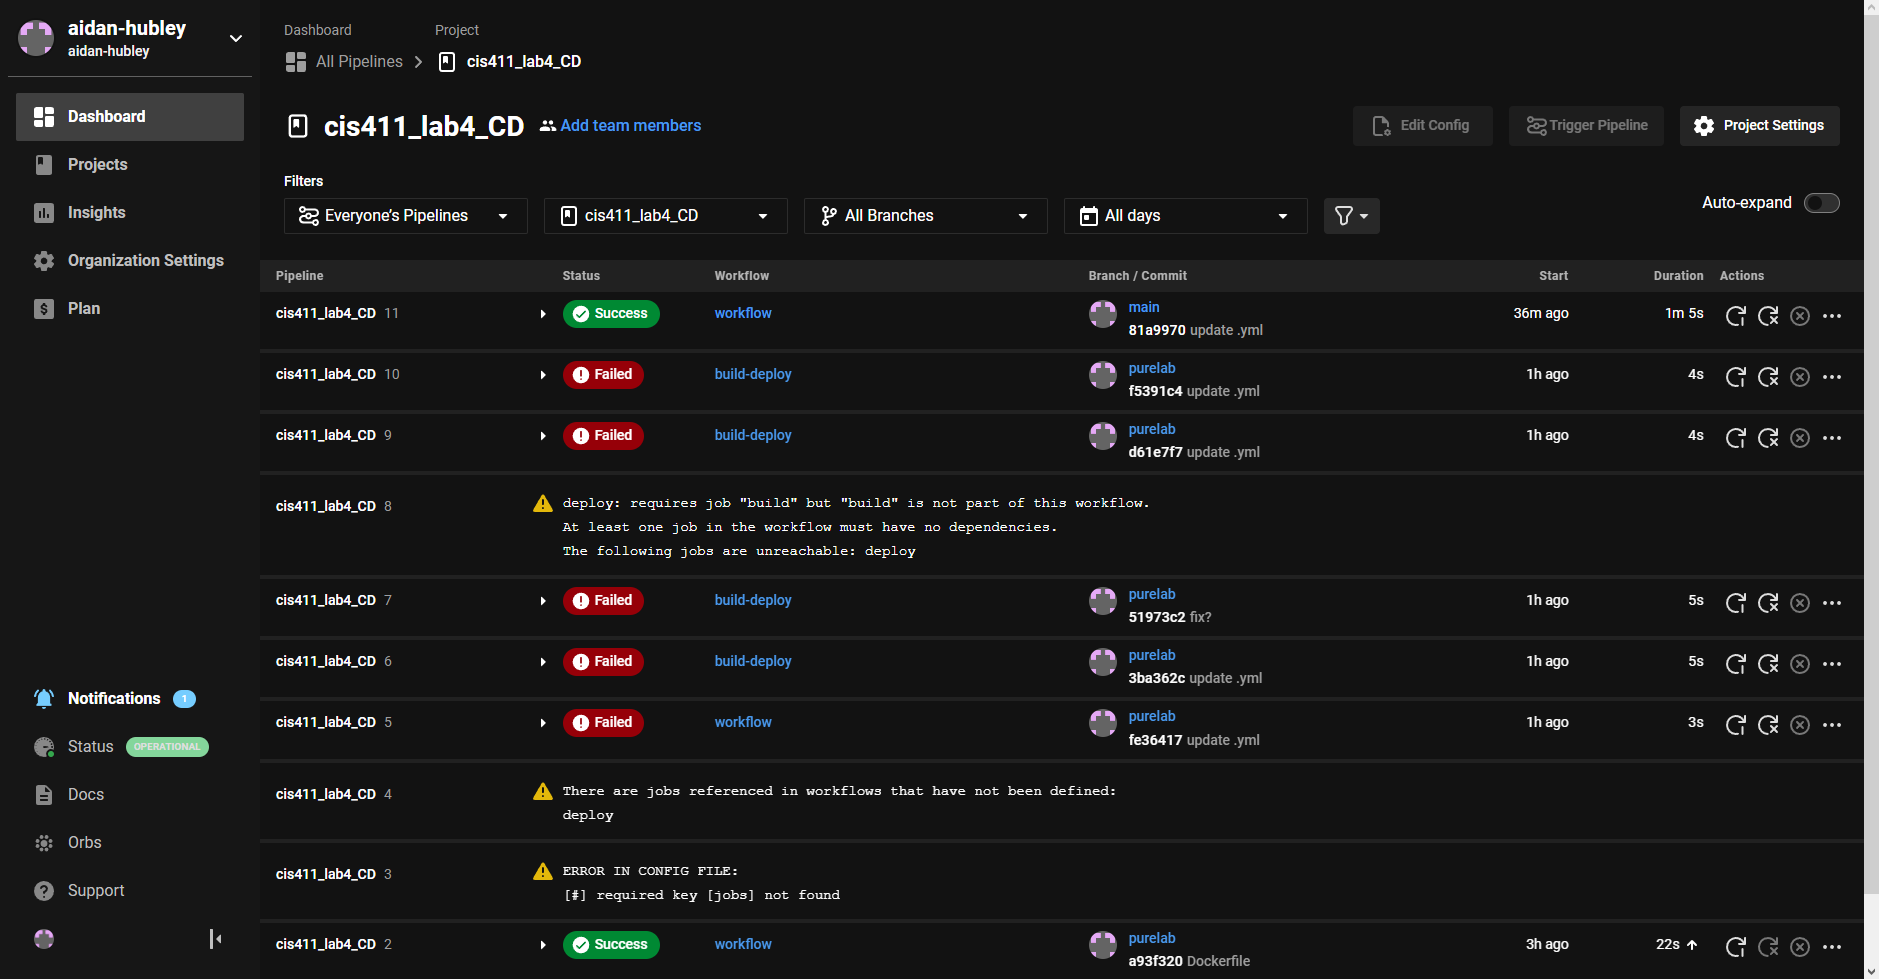 aidan-hubley
aidan-hubley
Dashboard
Projects
Insights
Organization Settings
Plan
Notifications 1
Status OPERATIONAL
Docs
Orbs
Support
Dashboard Project
All Pipelines cis411_lab4_CD
cis411_lab4_CD Add team members
Edit Config Trigger Pipeline Project Settings
Filters
Everyone’s Pipelines cis411_lab4_CD All Branches All days
Auto-expand
Pipeline Status Workflow Branch / Commit Start Duration Actions
cis411_lab4_CD 11 Success workflow main 36m ago 1m 5s
81a9970 update .yml
cis411_lab4_CD 10 Failed build-deploy purelab 1h ago 4s
f5391c4 update .yml
cis411_lab4_CD 9 Failed build-deploy purelab 1h ago 4s
d61e7f7 update .yml
cis411_lab4_CD 8 deploy: requires job "build" but "build" is not part of this workflow.
At least one job in the workflow must have no dependencies.
The following jobs are unreachable: deploy
cis411_lab4_CD 7 Failed build-deploy purelab 1h ago 5s
51973c2 fix?
cis411_lab4_CD 6 Failed build-deploy purelab 1h ago 5s
3ba362c update .yml
cis411_lab4_CD 5 Failed workflow purelab 1h ago 3s
fe36417 update .yml
cis411_lab4_CD 4 There are jobs referenced in workflows that have not been defined:
deploy
cis411_lab4_CD 3 ERROR IN CONFIG FILE:
[#] required key [jobs] not found
cis411_lab4_CD 2 Success workflow purelab 3h ago 22s
a93f320 Dockerfile